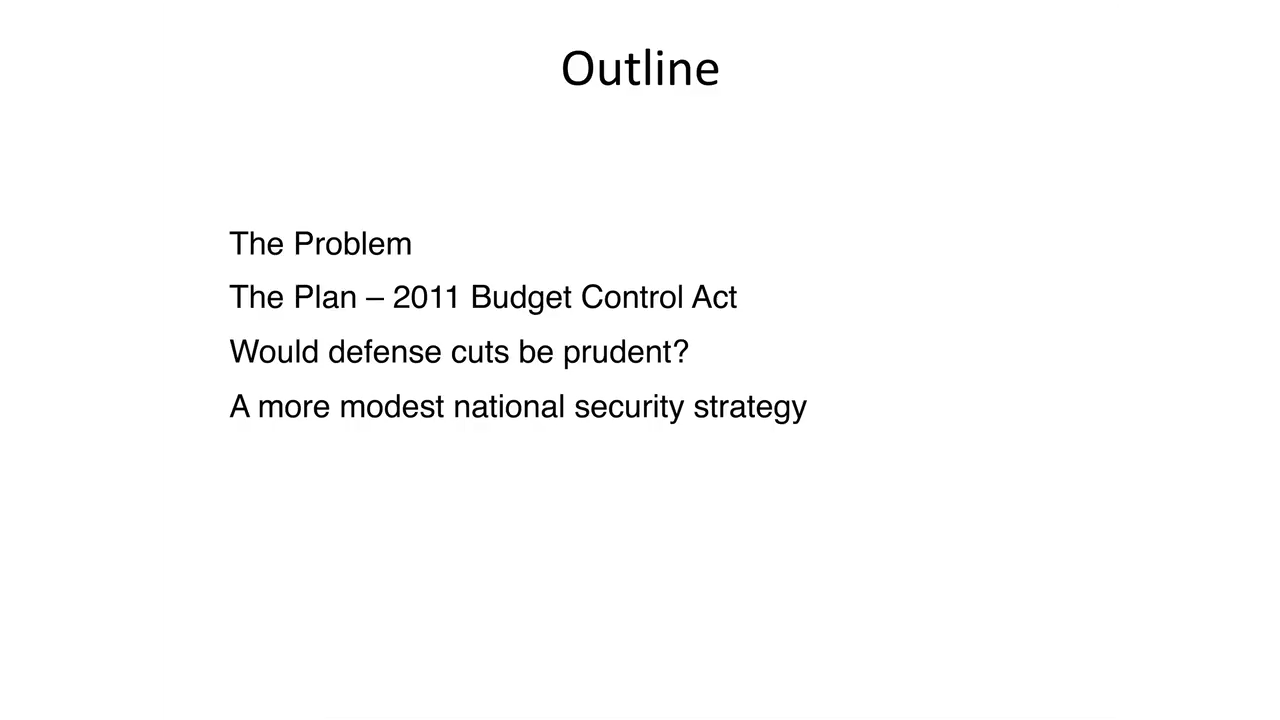 Outline
The Problem
The Plan – 2011 Budget Control Act
Would defense cuts be prudent?
A more modest national security strategy